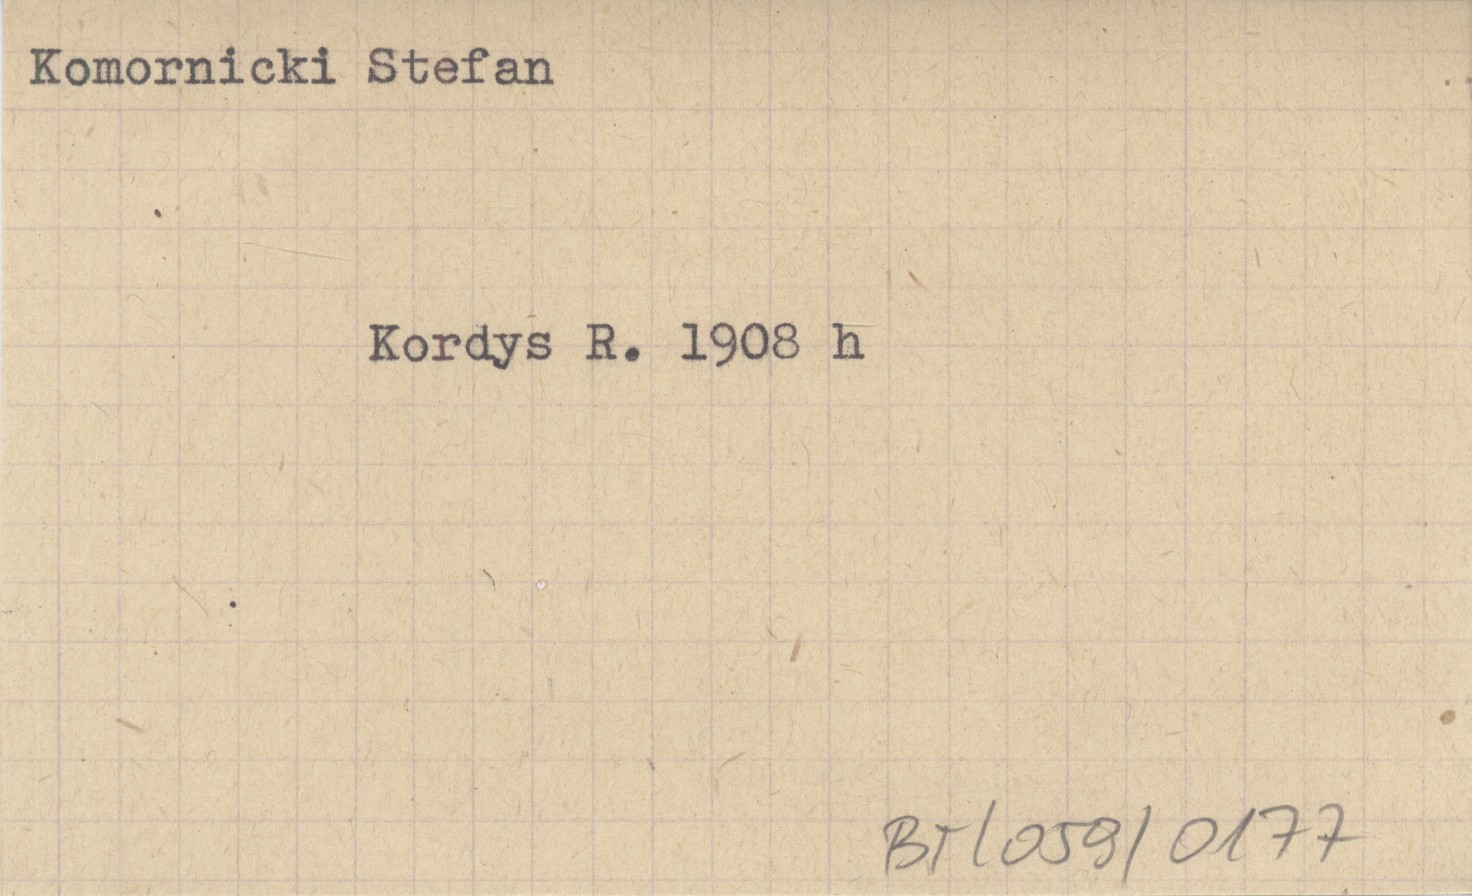 Komornicki Stefan
Kordys R. 1908 h
BT/059/0177